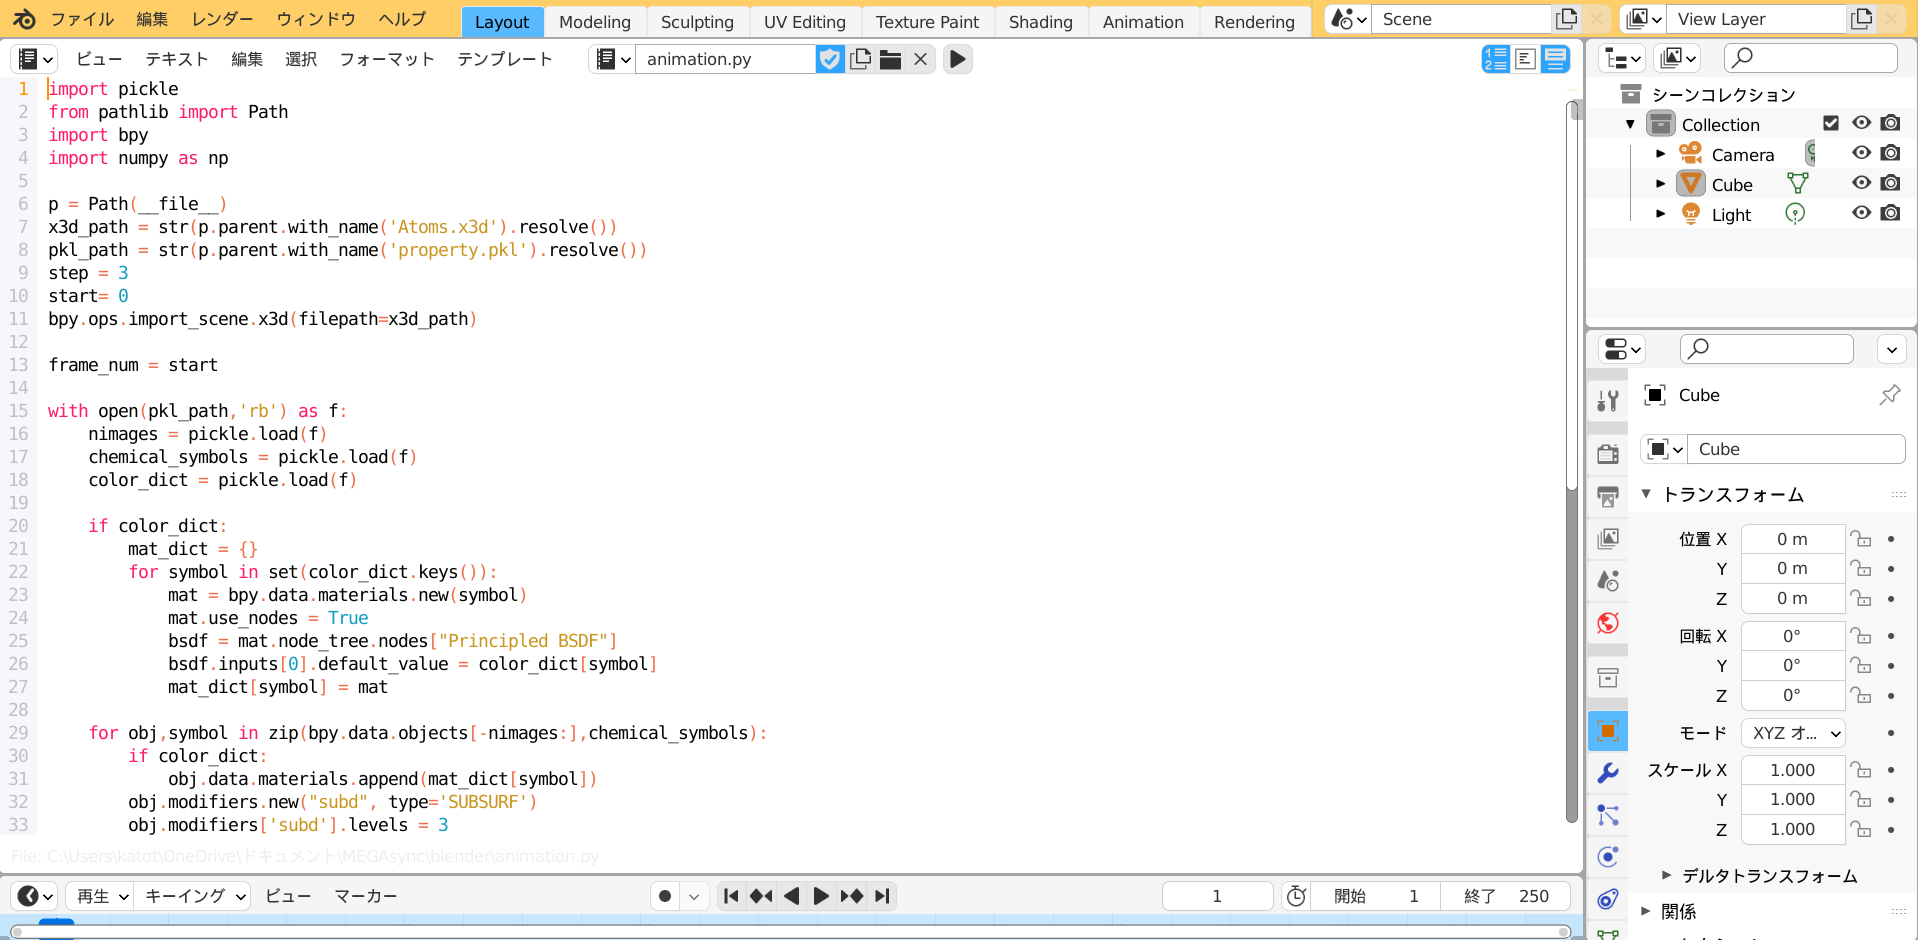 ファイル 編集 レンダー ウィンドウ ヘルプ Layout Modeling Sculpting UV Editing Texture Paint Shading Animation Rendering Scene View Layer
ビュー テキスト 編集 選択 フォーマット テンプレート animation.py
1 import pickle
2 from pathlib import Path
3 import bpy
4 import numpy as np
5
6 p = Path(__file__)
7 x3d_path = str(p.parent.with_name('Atoms.x3d').resolve())
8 pkl_path = str(p.parent.with_name('property.pkl').resolve())
9 step = 3
10 start= 0
11 bpy.ops.import_scene.x3d(filepath=x3d_path)
12
13 frame_num = start
14
15 with open(pkl_path,'rb') as f:
16     nimages = pickle.load(f)
17     chemical_symbols = pickle.load(f)
18     color_dict = pickle.load(f)
19
20     if color_dict:
21         mat_dict = {}
22         for symbol in set(color_dict.keys()):
23             mat = bpy.data.materials.new(symbol)
24             mat.use_nodes = True
25             bsdf = mat.node_tree.nodes["Principled BSDF"]
26             bsdf.inputs[0].default_value = color_dict[symbol]
27             mat_dict[symbol] = mat
28
29     for obj,symbol in zip(bpy.data.objects[-nimages:],chemical_symbols):
30         if color_dict:
31             obj.data.materials.append(mat_dict[symbol])
32         obj.modifiers.new("subd", type='SUBSURF')
33         obj.modifiers['subd'].levels = 3
File: C:\Users\katot\OneDrive\ドキュメント\MEGAsync\blender\animation.py
再生 キーイング ビュー マーカー 1 開始 1 終了 250
シーンコレクション
Collection
Camera
Cube
Light
Cube
Cube
トランスフォーム
位置 X 0 m
Y 0 m
Z 0 m
回転 X 0°
Y 0°
Z 0°
モード XYZ オ...
スケール X 1.000
Y 1.000
Z 1.000
デルタトランスフォーム
関係